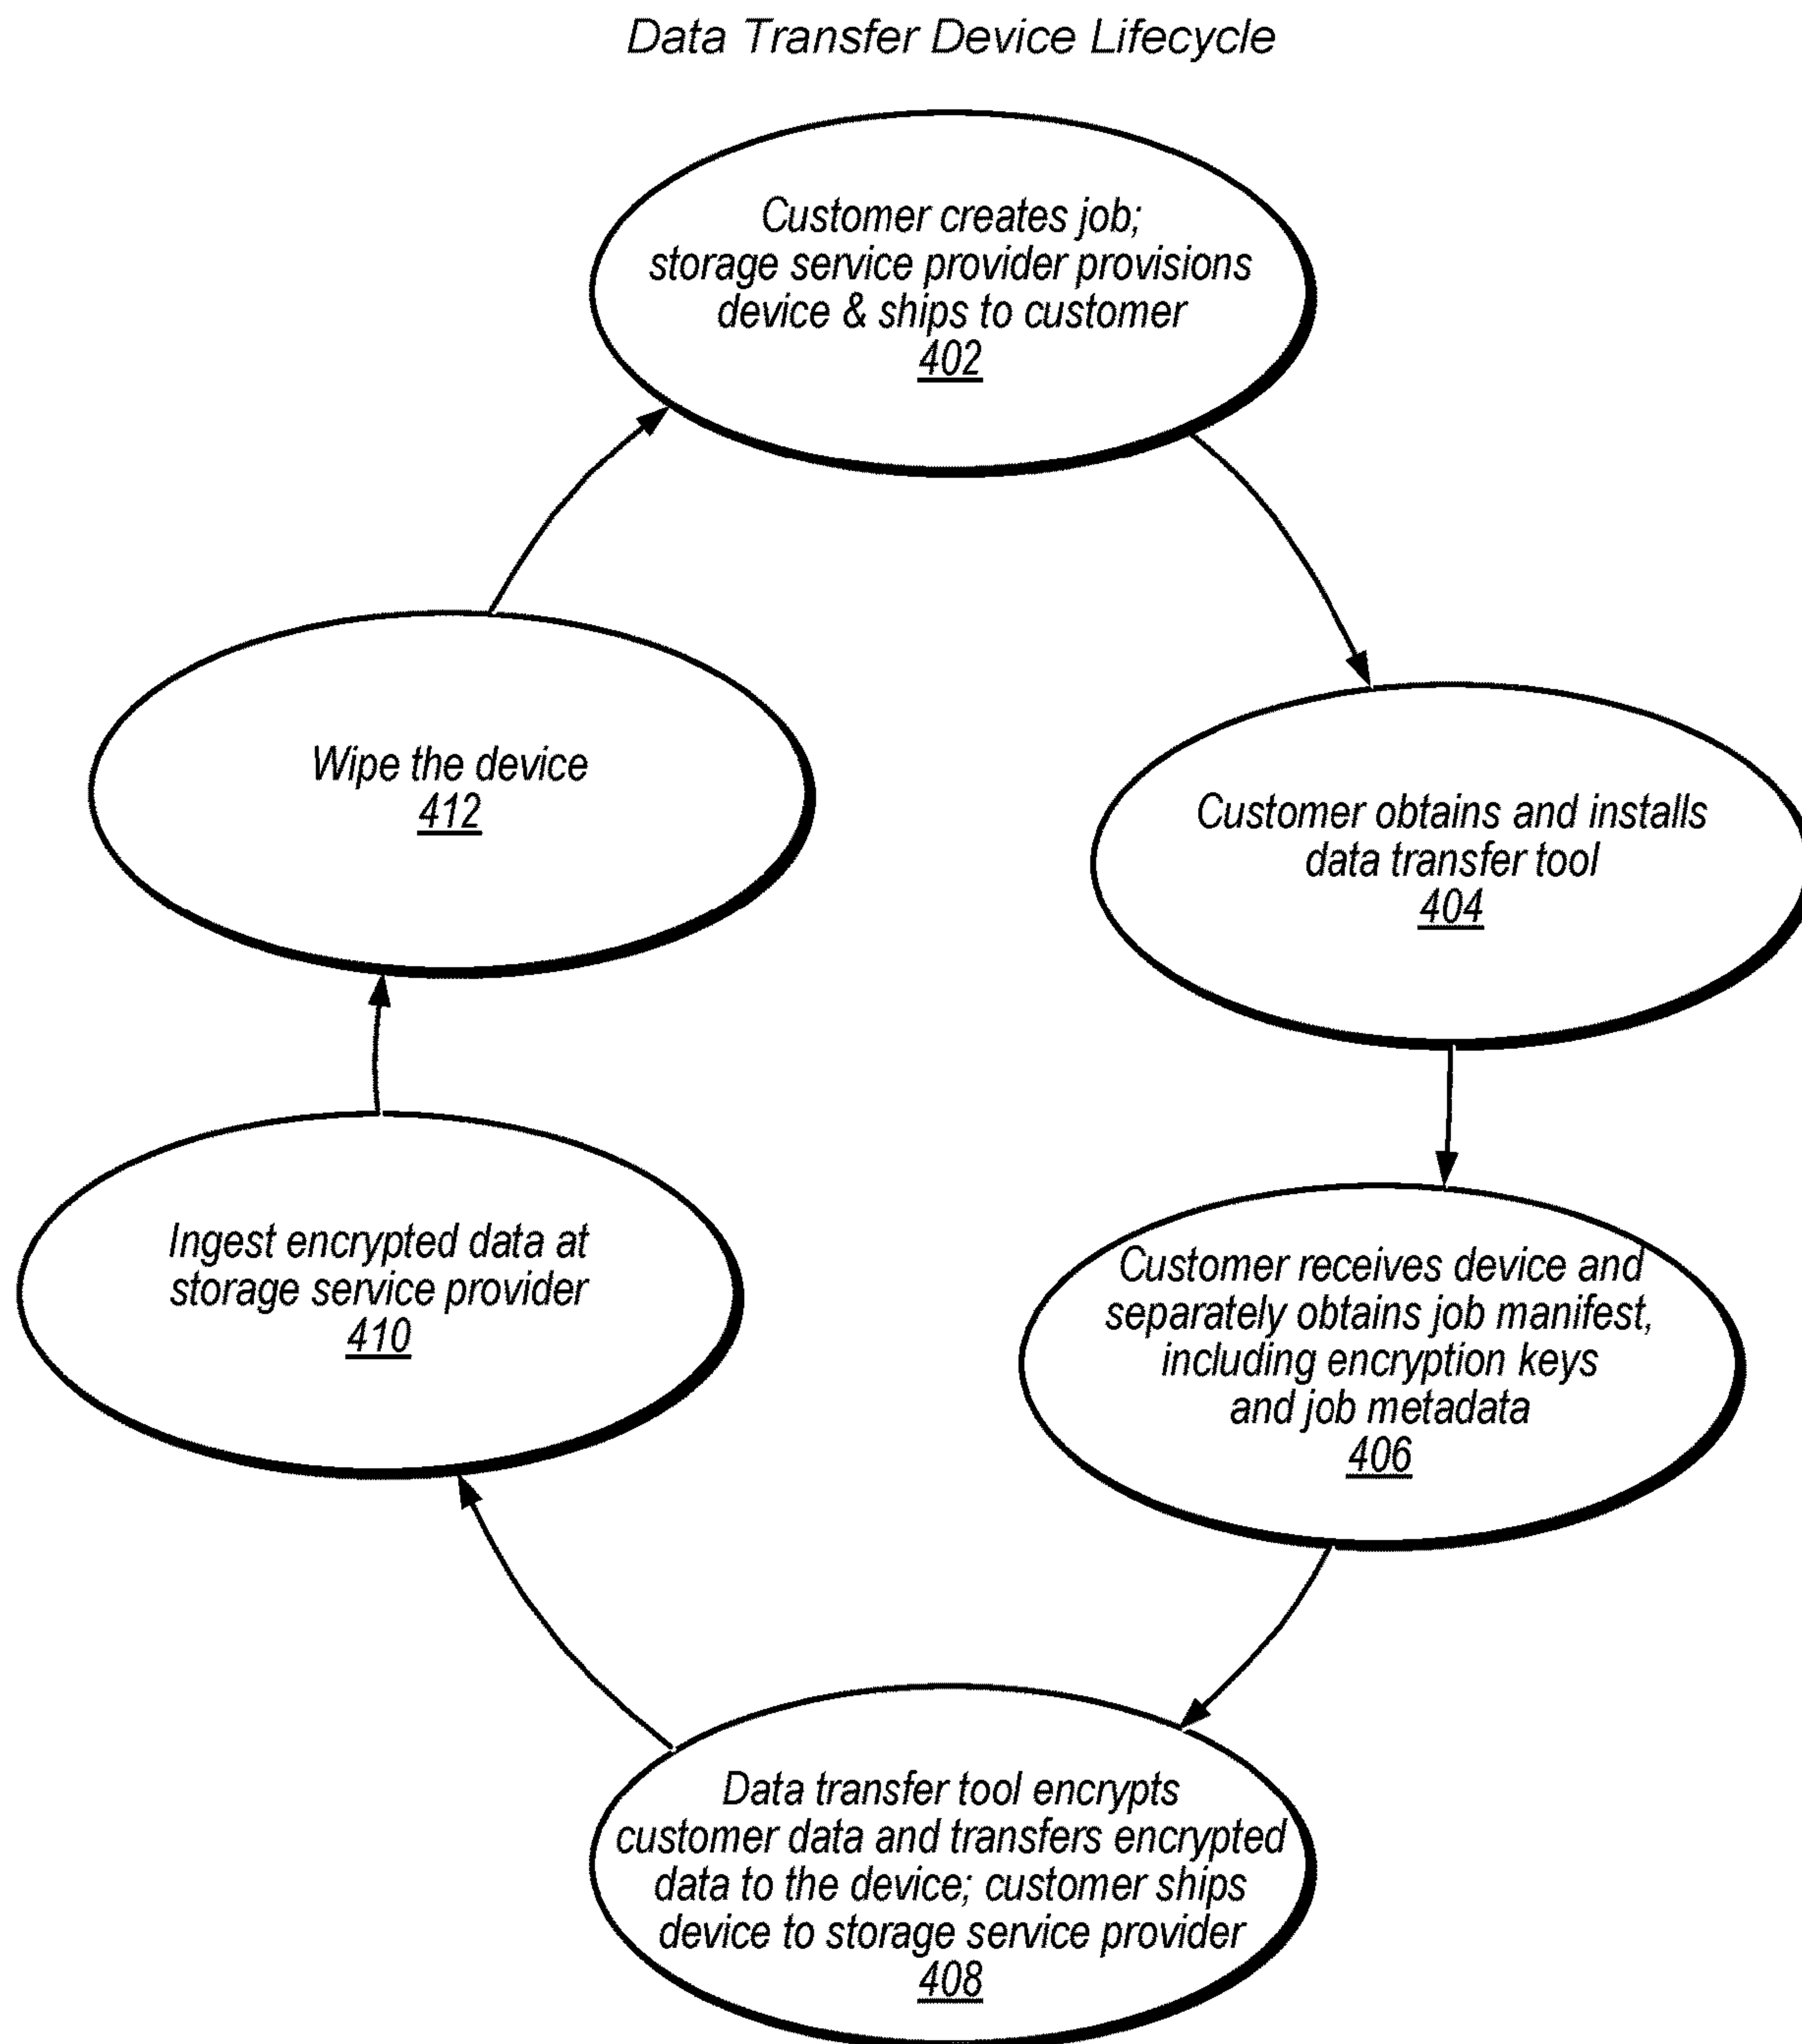 Data Transfer Device Lifecycle
Customer creates job;
storage service provider provisions
device & ships to customer
402
Customer obtains and installs
data transfer tool
404
Customer receives device and
separately obtains job manifest,
including encryption keys
and job metadata
406
Data transfer tool encrypts
customer data and transfers encrypted
data to the device; customer ships
device to storage service provider
408
Ingest encrypted data at
storage service provider
410
Wipe the device
412